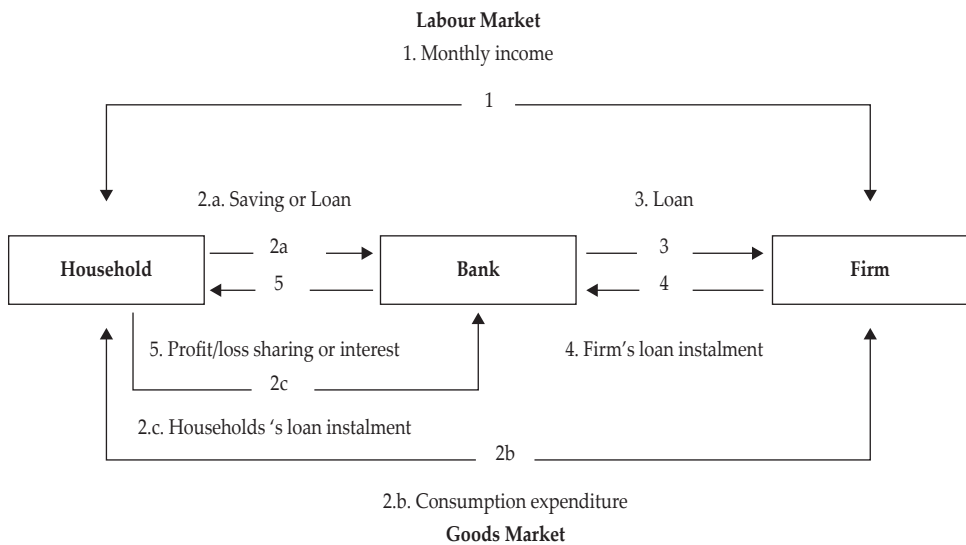 Labour Market
1. Monthly income
1
2.a. Saving or Loan
3. Loan
Household
2a
5
Bank
3
4
Firm
5. Profit/loss sharing or interest
4. Firm's loan instalment
2c
2.c. Households 's loan instalment
2b
2.b. Consumption expenditure
Goods Market